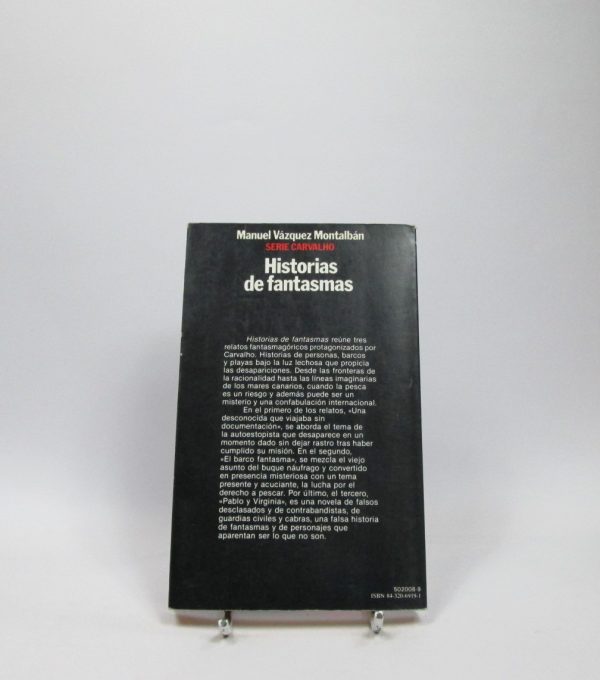 Manuel Vázquez Montalbán
SERIE CARVALHO
Historias
de fantasmas
Historias de fantasmas reúne tres
relatos fantasmagóricos protagonizados por
Carvalho. Historias de personas, barcos
y playas bajo la luz lechosa que propicia
las desapariciones. Desde las fronteras de
la racionalidad hasta las líneas imaginarias
de los mares canarios, cuando la pesca
es un riesgo y además puede ser un
misterio y una confabulación internacional.
En el primero de los relatos, «Una
desconocida que viajaba sin
documentación», se aborda el tema de
la autoestopista que desaparece en un
momento dado sin dejar rastro tras haber
cumplido su misión. En el segundo,
«El barco fantasma», se mezcla el viejo
asunto del buque náufrago y convertido
en presencia misteriosa con un tema
presente y acuciante, la lucha por el
derecho a pescar. Por último, el tercero,
«Pablo y Virginia», es una novela de falsos
desclasados y de contrabandistas, de
guardias civiles y cabras, una falsa historia
de fantasmas y de personajes que
aparentan ser lo que no son.
502008-9
ISBN 84-320-6919-1